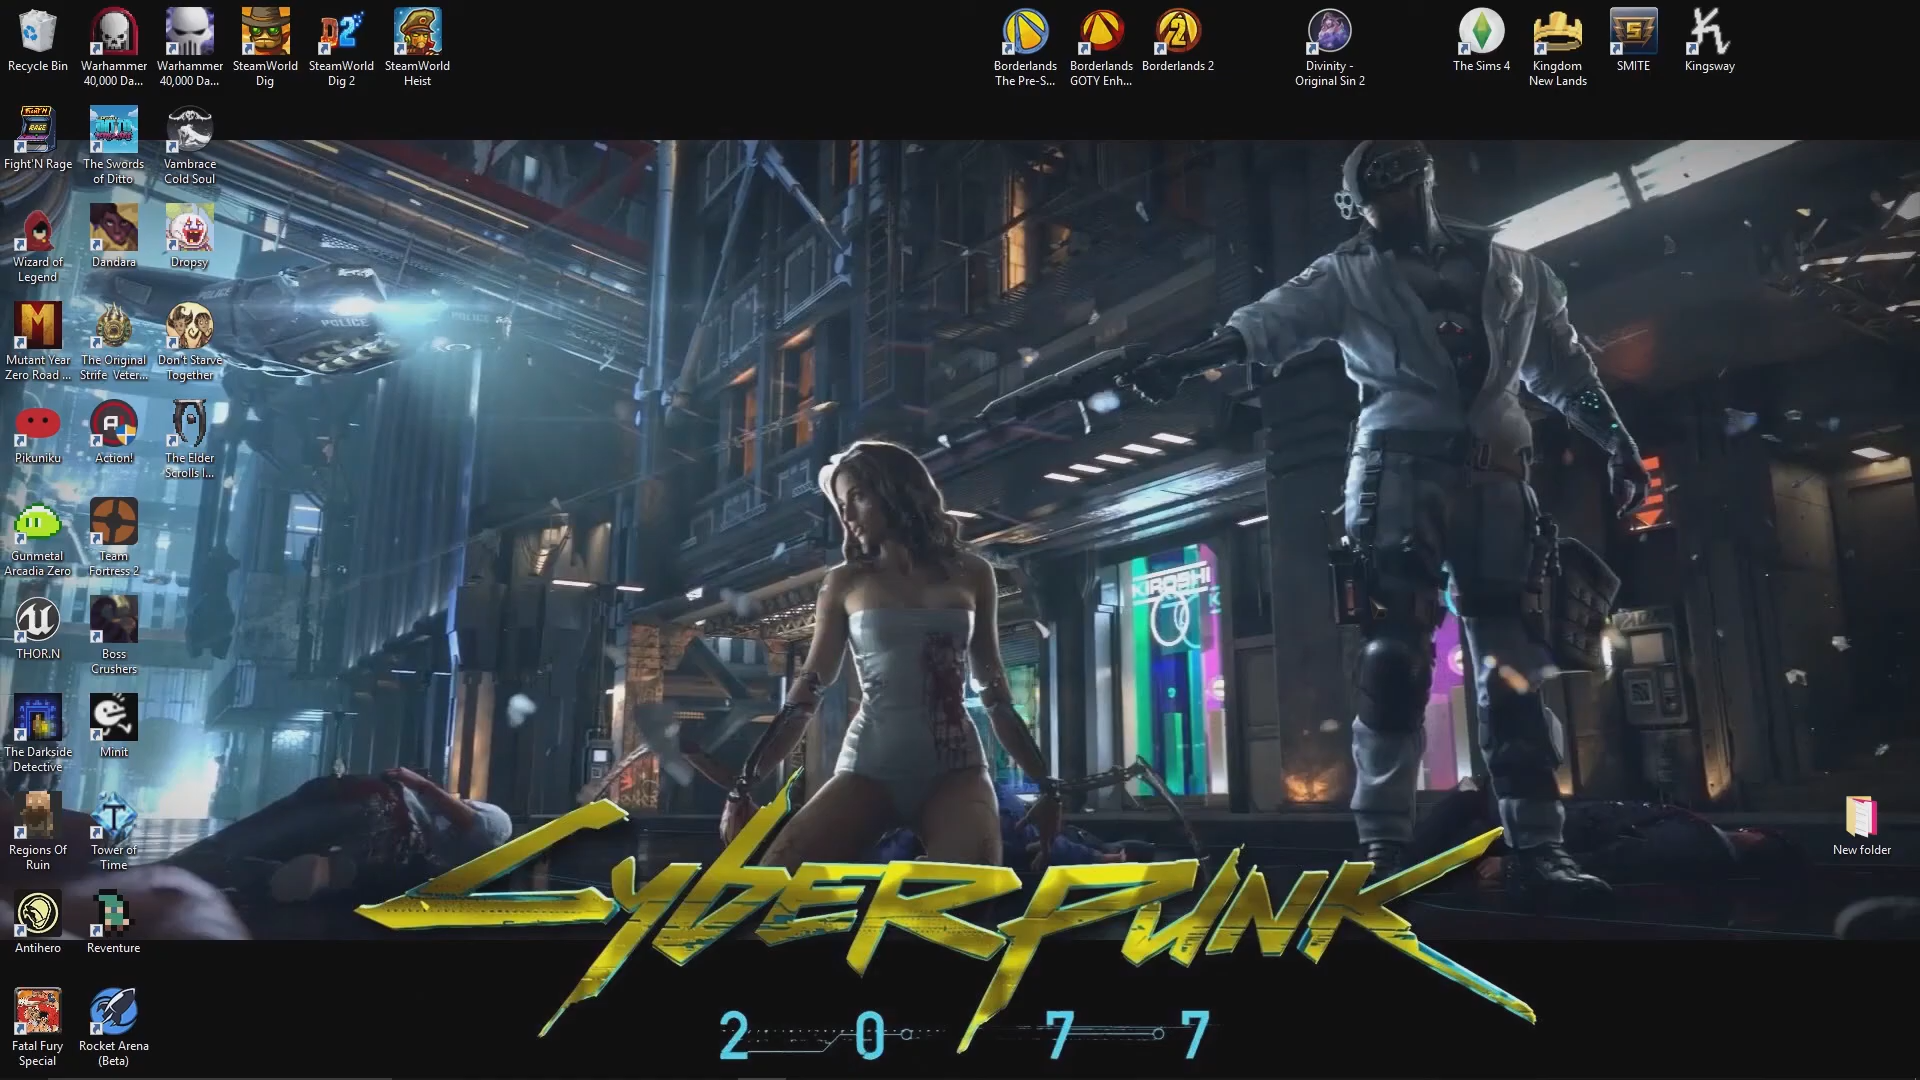 Recycle Bin
Warhammer
40,000 Da...
Warhammer
40,000 Da...
SteamWorld
Dig
SteamWorld
Dig 2
SteamWorld
Heist
Borderlands
The Pre-S...
Borderlands
GOTY Enh...
Borderlands 2
Divinity -
Original Sin 2
The Sims 4
Kingdom
New Lands
SMITE
Kingsway
Fight'N Rage
The Swords
of Ditto
Vambrace
Cold Soul
Wizard of
Legend
Dandara
Dropsy
Mutant Year
Zero Road ...
The Original
Strife Veter...
Don't Starve
Together
POLICE
POLICE
Pikuniku
Action!
The Elder
Scrolls I...
Gunmetal
Arcadia Zero
Team
Fortress 2
KIROSHI
THOR.N
Boss
Crushers
The Darkside
Detective
Minit
Regions Of
Ruin
Tower of
Time
New folder
Antihero
Reventure
CYBERPUNK
2 0 7 7
Fatal Fury
Special
Rocket Arena
(Beta)